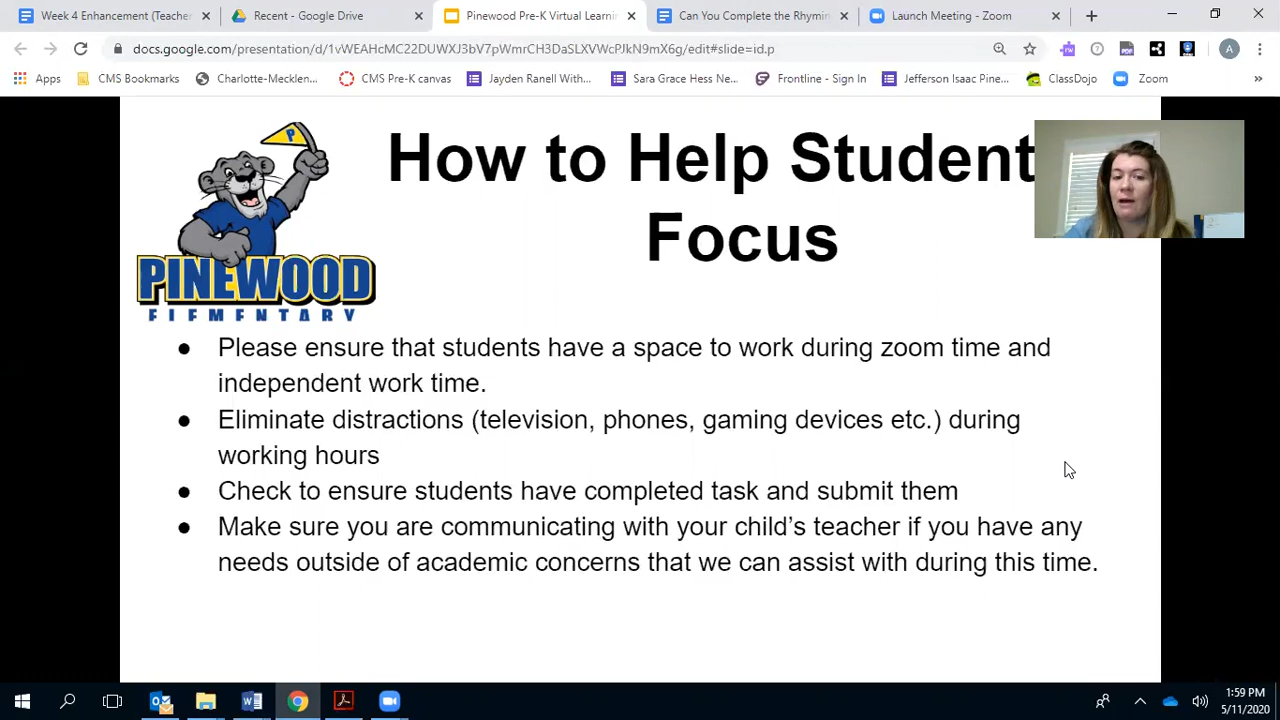 Week 4 Enhancement (Teach
Recent - Google Drive
Pinewood Pre-K Virtual Learnin
Can You Complete the Rhymin
Launch Meeting - Zoom
docs.google.com/presentation/d/1vWEAHcMC22DUWXJ3bV7pWmrCH3DaSLXVWcPJkN9mX6g/edit#slide=id.p
A
Apps
CMS Bookmarks
Charlotte-Mecklen...
CMS Pre-K canvas
Jayden Ranell With...
Sara Grace Hess Me...
Frontline - Sign In
Jefferson Isaac Pine...
ClassDojo
Zoom
P
PINEWOOD
ELEMENTARY
How to Help Student
Focus
● Please ensure that students have a space to work during zoom time and
independent work time.
● Eliminate distractions (television, phones, gaming devices etc.) during
working hours
● Check to ensure students have completed task and submit them
● Make sure you are communicating with your child’s teacher if you have any
needs outside of academic concerns that we can assist with during this time.
1:59 PM
5/11/2020